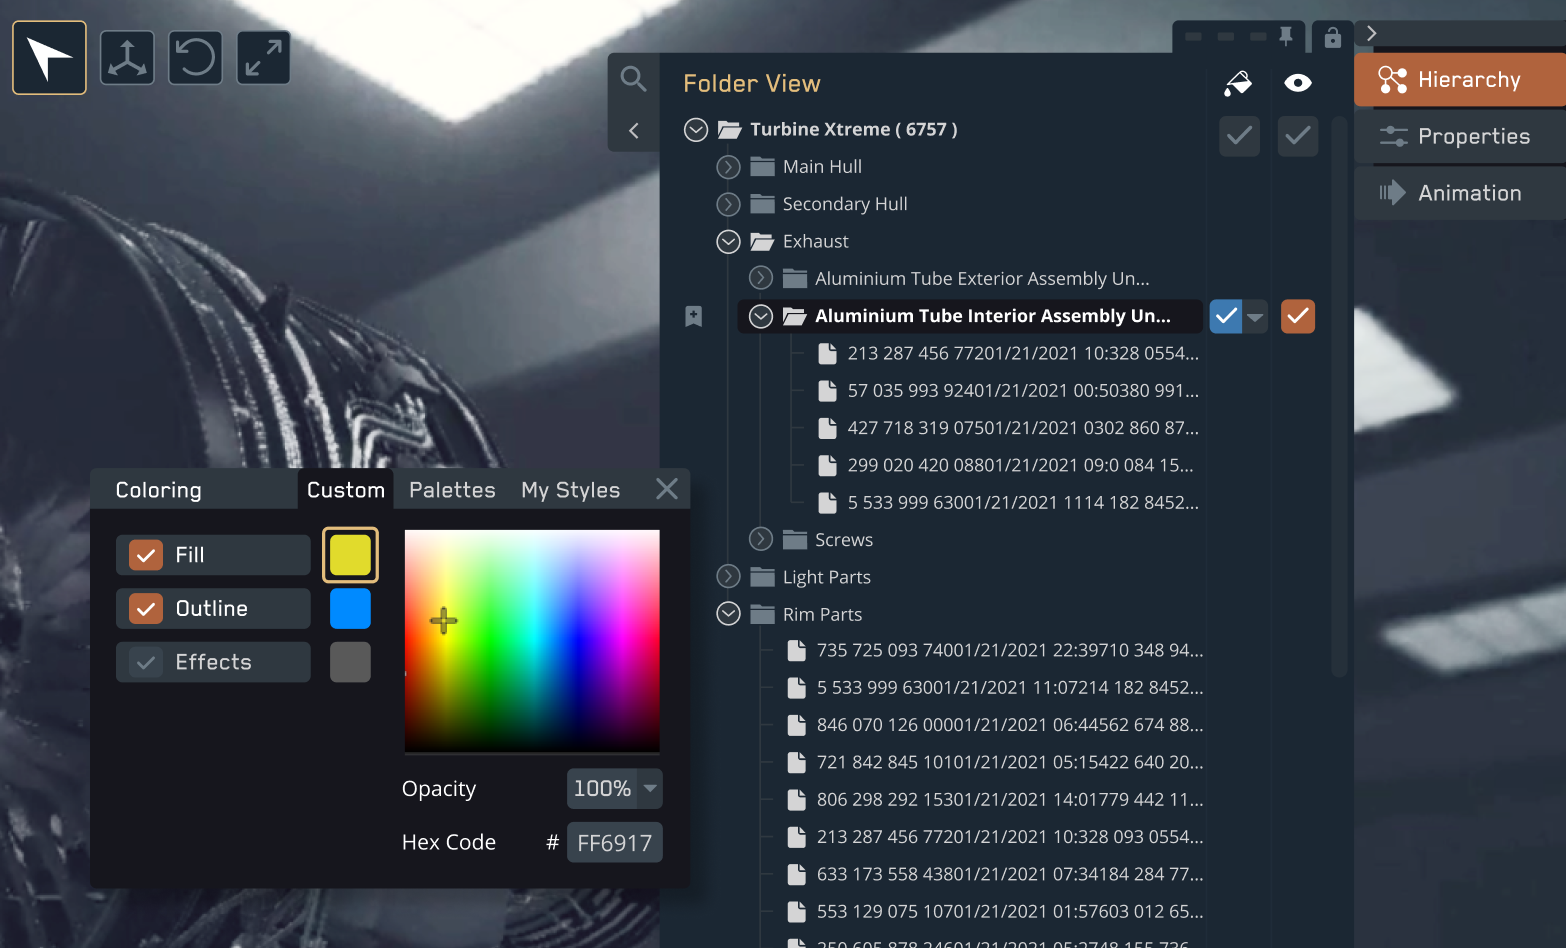 Folder View
Turbine Xtreme ( 6757 )
Main Hull
Secondary Hull
Exhaust
Aluminium Tube Exterior Assembly Un...
Aluminium Tube Interior Assembly Un...
213 287 456 77201/21/2021 10:328 0554...
57 035 993 92401/21/2021 00:50380 991...
427 718 319 07501/21/2021 0302 860 87...
299 020 420 08801/21/2021 09:0 084 15...
5 533 999 63001/21/2021 1114 182 8452...
Screws
Light Parts
Rim Parts
735 725 093 74001/21/2021 22:39710 348 94...
5 533 999 63001/21/2021 11:07214 182 8452...
846 070 126 00001/21/2021 06:44562 674 88...
721 842 845 10101/21/2021 05:15422 640 20...
806 298 292 15301/21/2021 14:01779 442 11...
213 287 456 77201/21/2021 10:328 093 0554...
633 173 558 43801/21/2021 07:34184 284 77...
553 129 075 10701/21/2021 01:57603 012 65...
Hierarchy
Properties
Animation
Coloring Custom Palettes My Styles
Fill
Outline
Effects
Opacity 100%
Hex Code # FF6917